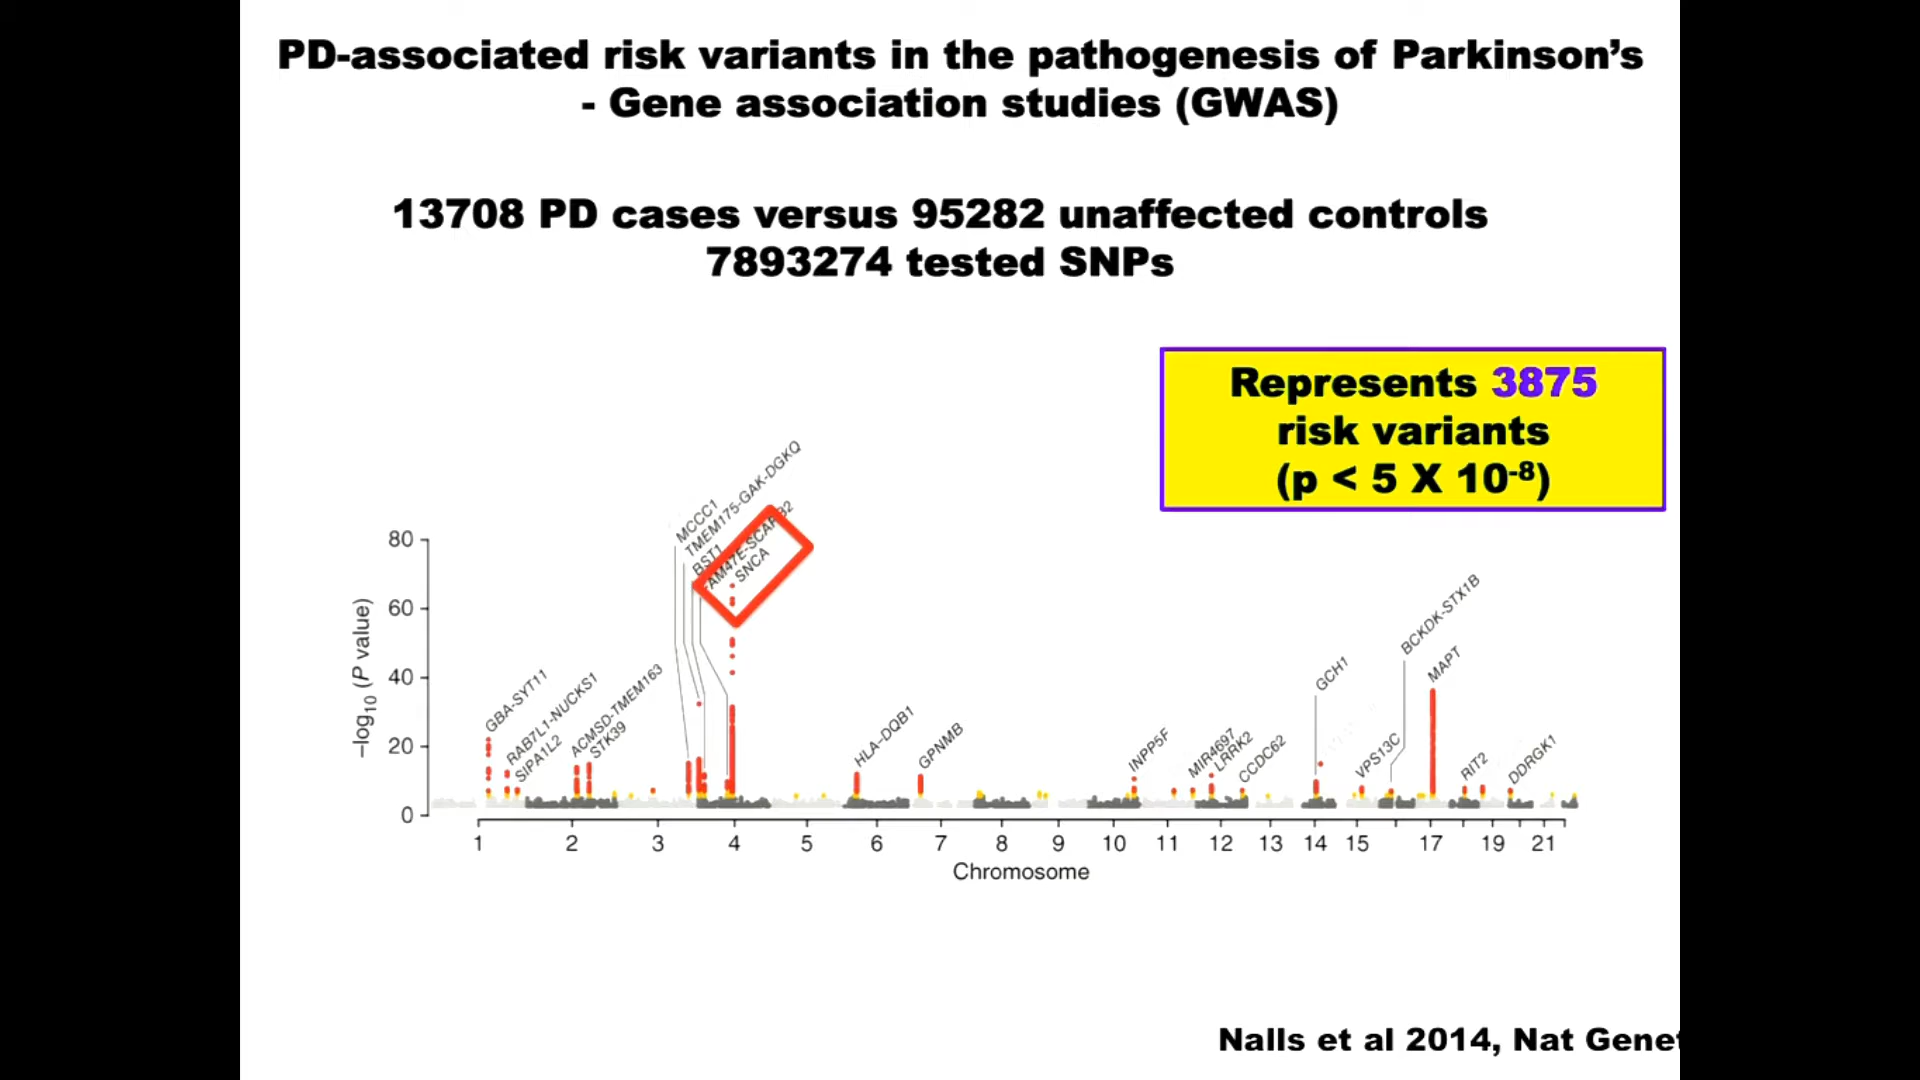 PD-associated risk variants in the pathogenesis of Parkinson’s
- Gene association studies (GWAS)
13708 PD cases versus 95282 unaffected controls
7893274 tested SNPs
Represents 3875
risk variants
(p < 5 X 10-8)
MCCC1
TMEM175-GAK-DGKQ
BST1
FAM47E-SCARB2
SNCA
GBA-SYT11
RAB7L1-NUCKS1
SIPA1L2
ACMSD-TMEM163
STK39
HLA-DQB1
GPNMB
INPP5F
MIR4697
LRRK2
CCDC62
GCH1
VPS13C
BCKDK-STX1B
MAPT
RIT2
DDRGK1
80
60
40
20
0
–log10 (P value)
1 2 3 4 5 6 7 8 9 10 11 12 13 14 15 17 19 21
Chromosome
Nalls et al 2014, Nat Genet